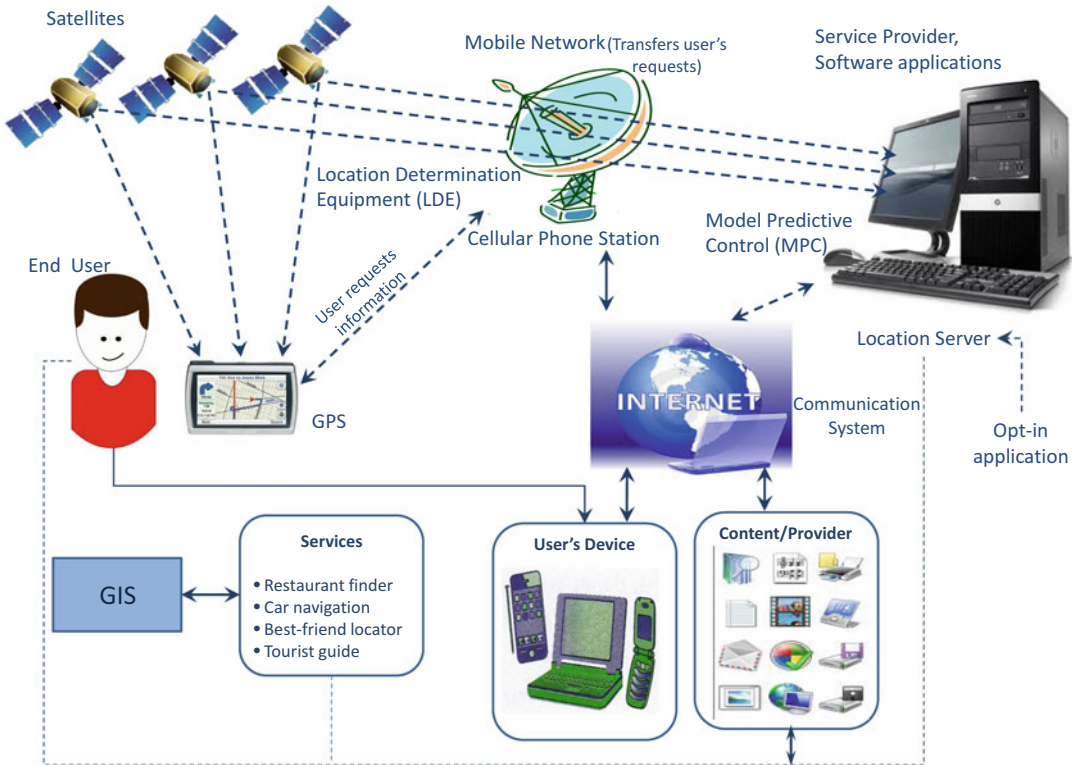 Satellites
Mobile Network (Transfers user's
requests)
Service Provider,
Software applications
Location Determination
Equipment (LDE)
Cellular Phone Station
Model Predictive
Control (MPC)
End User
User requests
information
GPS
INTERNET
Communication
System
Location Server
Opt-in
application
GIS
Services
• Restaurant finder
• Car navigation
• Best-friend locator
• Tourist guide
User's Device
Content/Provider